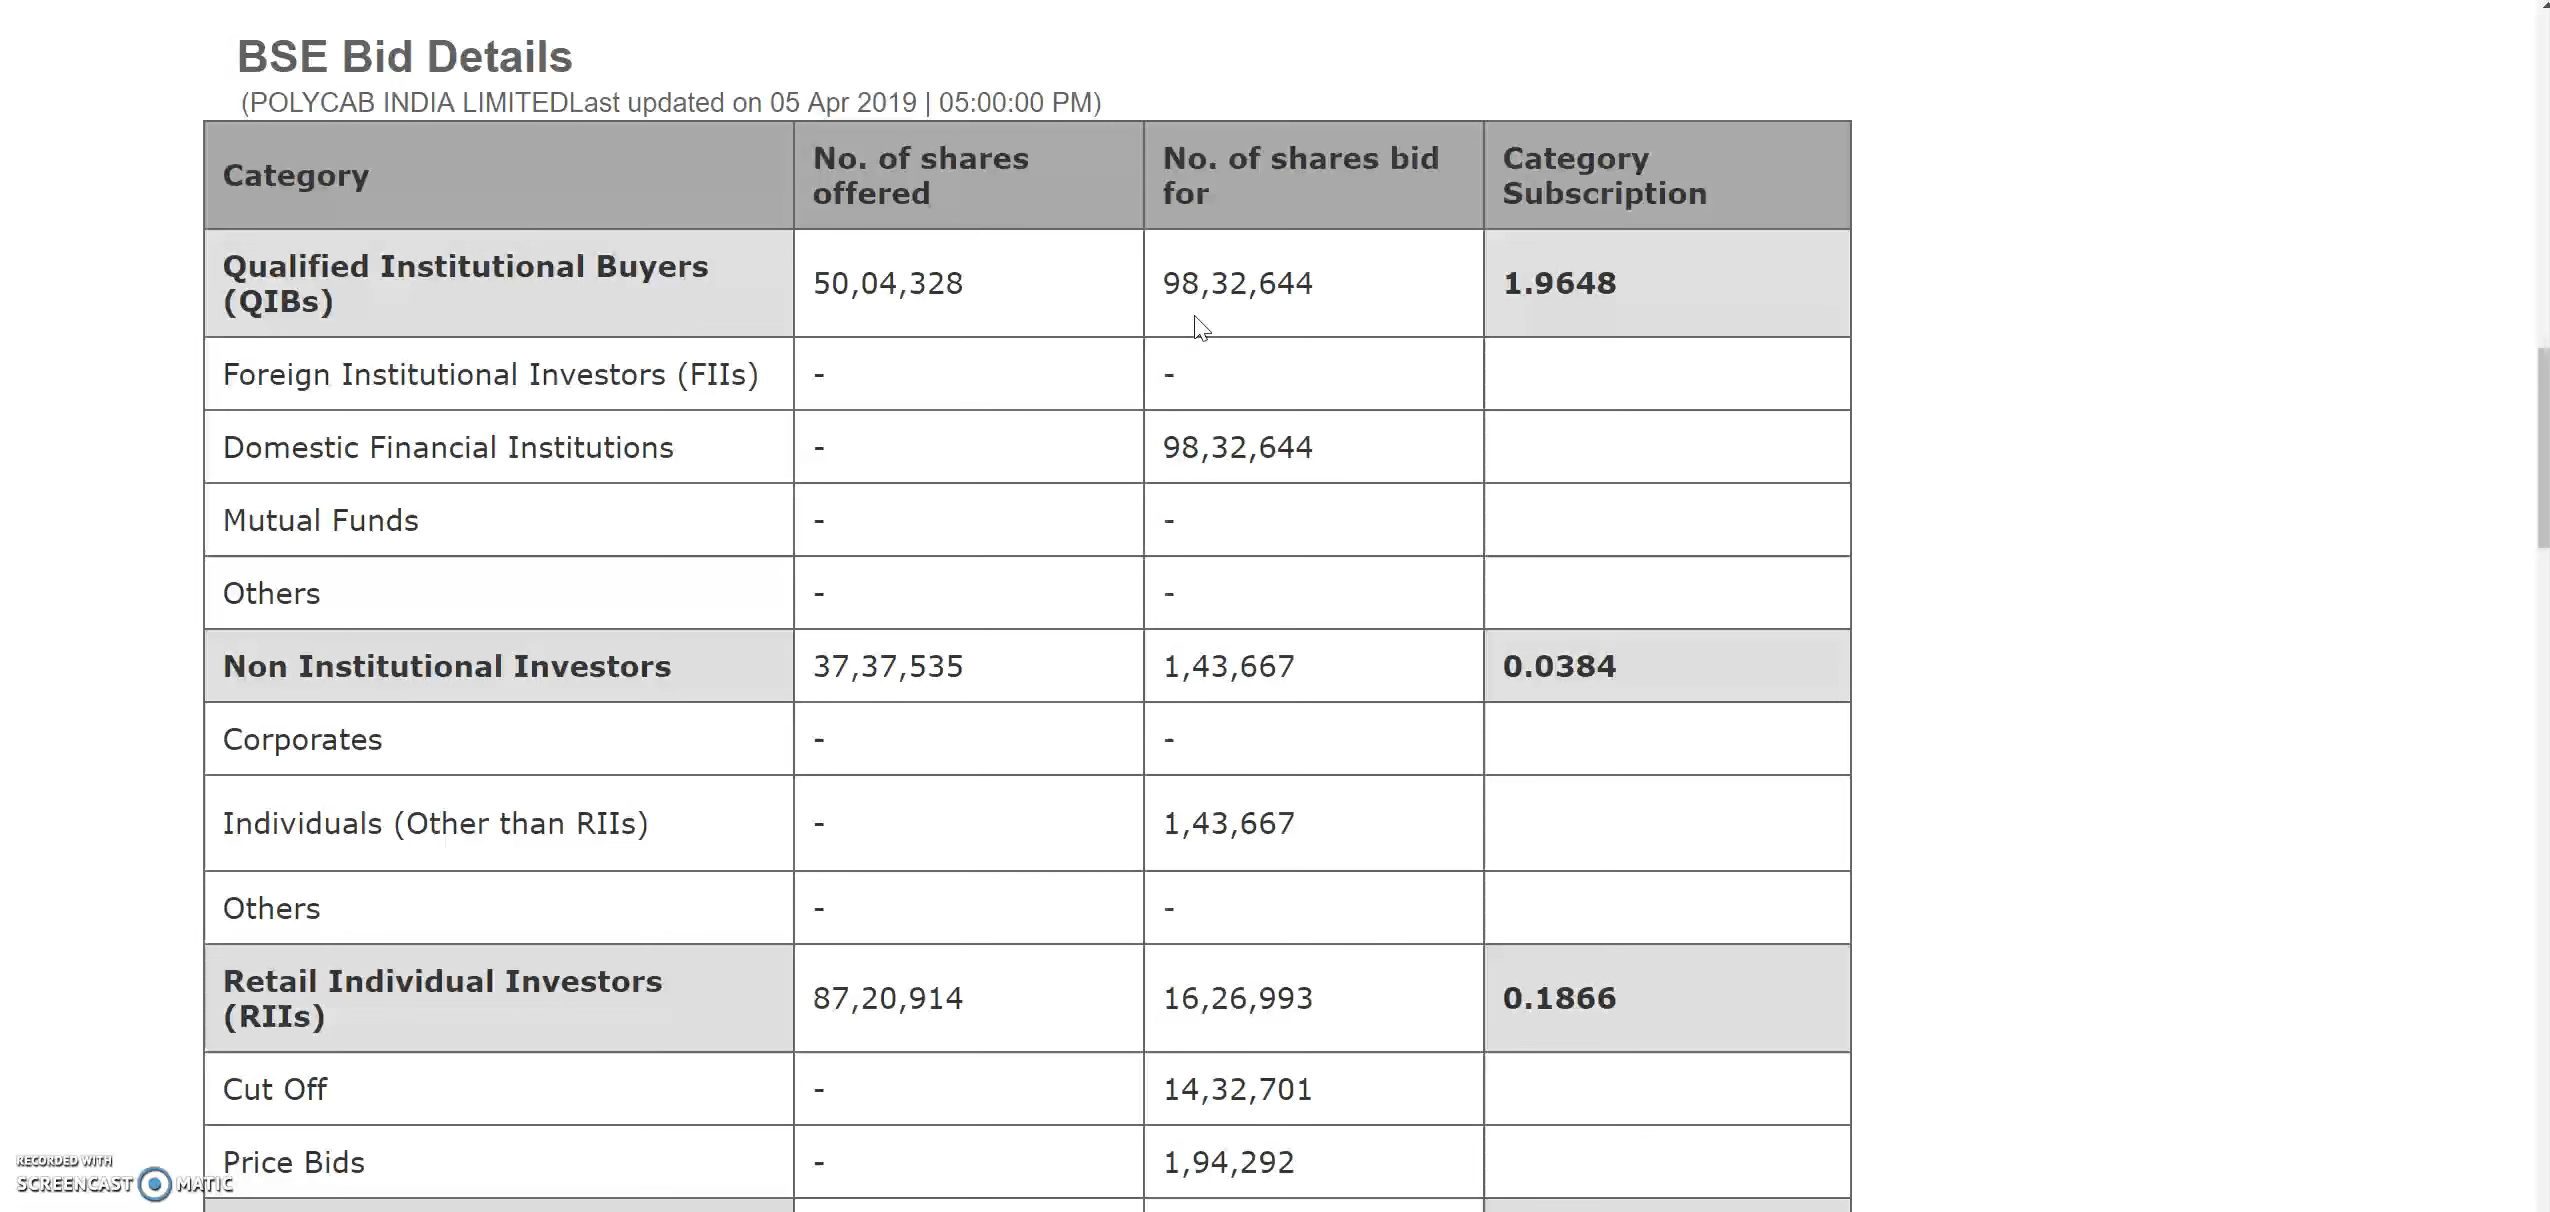 BSE Bid Details
(POLYCAB INDIA LIMITEDLast updated on 05 Apr 2019 | 05:00:00 PM)
Category No. of shares offered No. of shares bid for Category Subscription
Qualified Institutional Buyers (QIBs) 50,04,328 98,32,644 1.9648
Foreign Institutional Investors (FIIs) - -
Domestic Financial Institutions - 98,32,644
Mutual Funds - -
Others - -
Non Institutional Investors 37,37,535 1,43,667 0.0384
Corporates - -
Individuals (Other than RIIs) - 1,43,667
Others - -
Retail Individual Investors (RIIs) 87,20,914 16,26,993 0.1866
Cut Off - 14,32,701
Price Bids - 1,94,292
RECORDED WITH
SCREENCAST MATIC